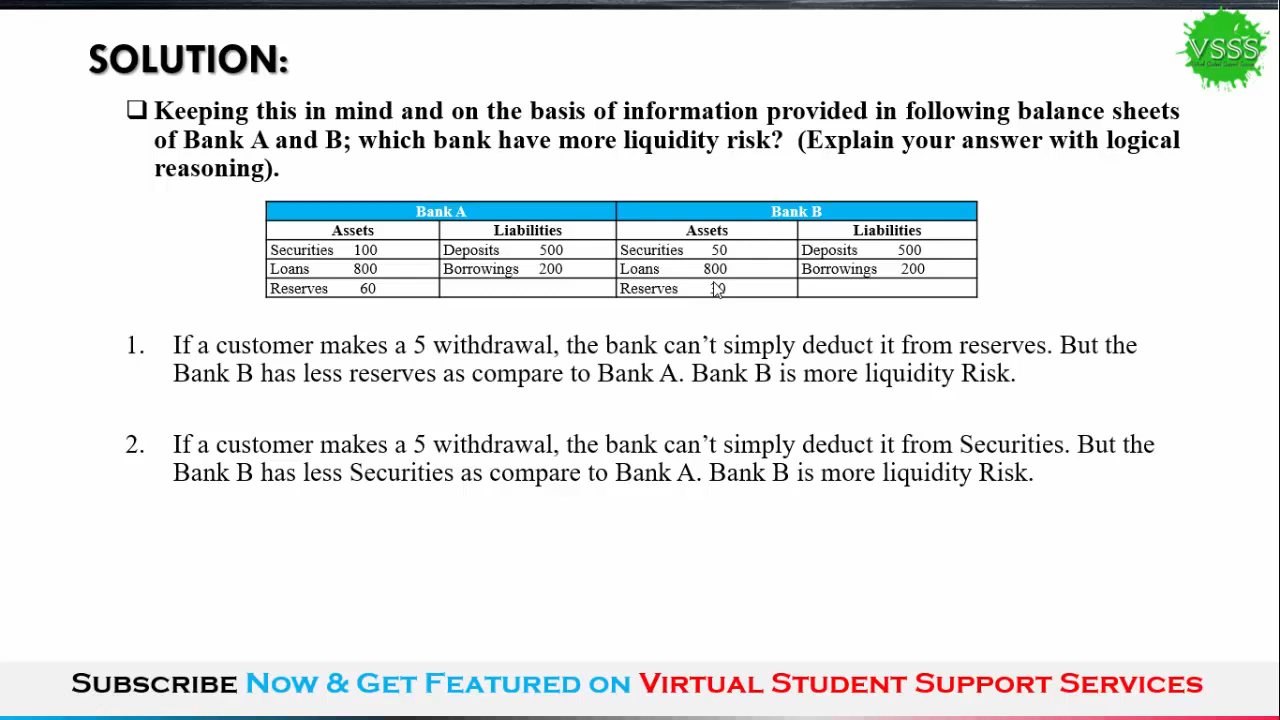 VSSS
SOLUTION:
Keeping this in mind and on the basis of information provided in following balance sheets
of Bank A and B; which bank have more liquidity risk? (Explain your answer with logical
reasoning).
Bank A Bank B
Assets Liabilities Assets Liabilities
Securities 100 Deposits 500 Securities 50 Deposits 500
Loans 800 Borrowings 200 Loans 800 Borrowings 200
Reserves 60 Reserves
1. If a customer makes a 5 withdrawal, the bank can’t simply deduct it from reserves. But the
Bank B has less reserves as compare to Bank A. Bank B is more liquidity Risk.
2. If a customer makes a 5 withdrawal, the bank can’t simply deduct it from Securities. But the
Bank B has less Securities as compare to Bank A. Bank B is more liquidity Risk.
SUBSCRIBE NOW & GET FEATURED ON VIRTUAL STUDENT SUPPORT SERVICES